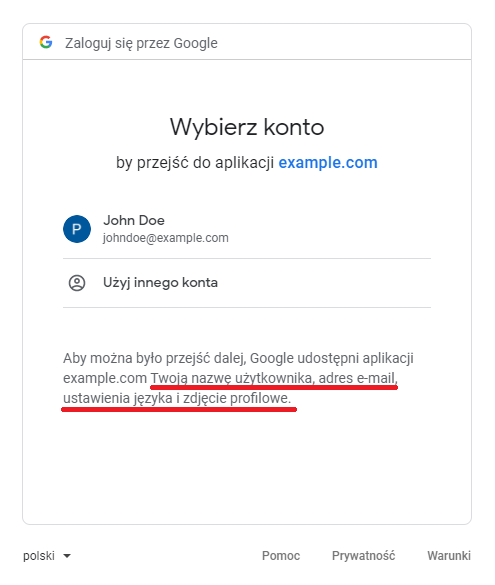 Zaloguj się przez Google
Wybierz konto
by przejść do aplikacji example.com
P
John Doe
johndoe@example.com
Użyj innego konta
Aby można było przejść dalej, Google udostępni aplikacji
example.com Twoją nazwę użytkownika, adres e-mail,
ustawienia języka i zdjęcie profilowe.
polski
Pomoc
Prywatność
Warunki